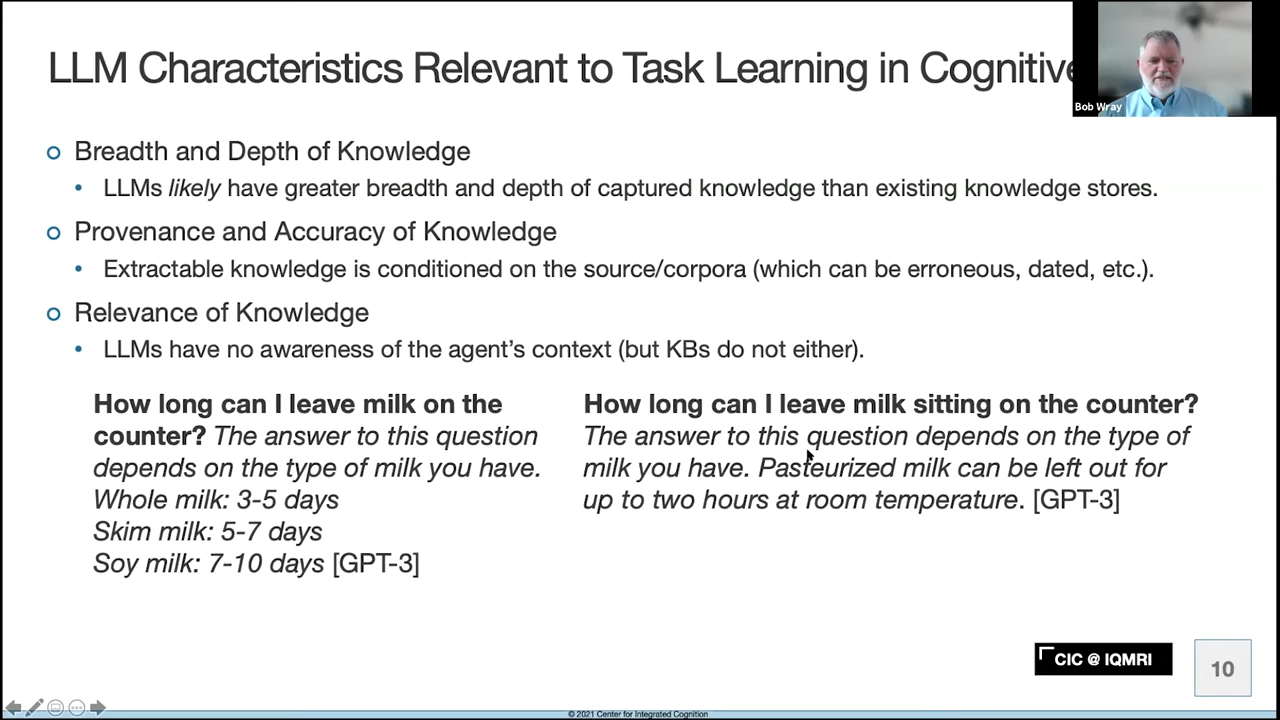 LLM Characteristics Relevant to Task Learning in Cognitive
Bob Wray
Breadth and Depth of Knowledge
LLMs likely have greater breadth and depth of captured knowledge than existing knowledge stores.
Provenance and Accuracy of Knowledge
Extractable knowledge is conditioned on the source/corpora (which can be erroneous, dated, etc.).
Relevance of Knowledge
LLMs have no awareness of the agent's context (but KBs do not either).
How long can I leave milk on the
counter? The answer to this question
depends on the type of milk you have.
Whole milk: 3-5 days
Skim milk: 5-7 days
Soy milk: 7-10 days [GPT-3]
How long can I leave milk sitting on the counter?
The answer to this question depends on the type of
milk you have. Pasteurized milk can be left out for
up to two hours at room temperature. [GPT-3]
CIC @ IQMRI
10
© 2021 Center for Integrated Cognition